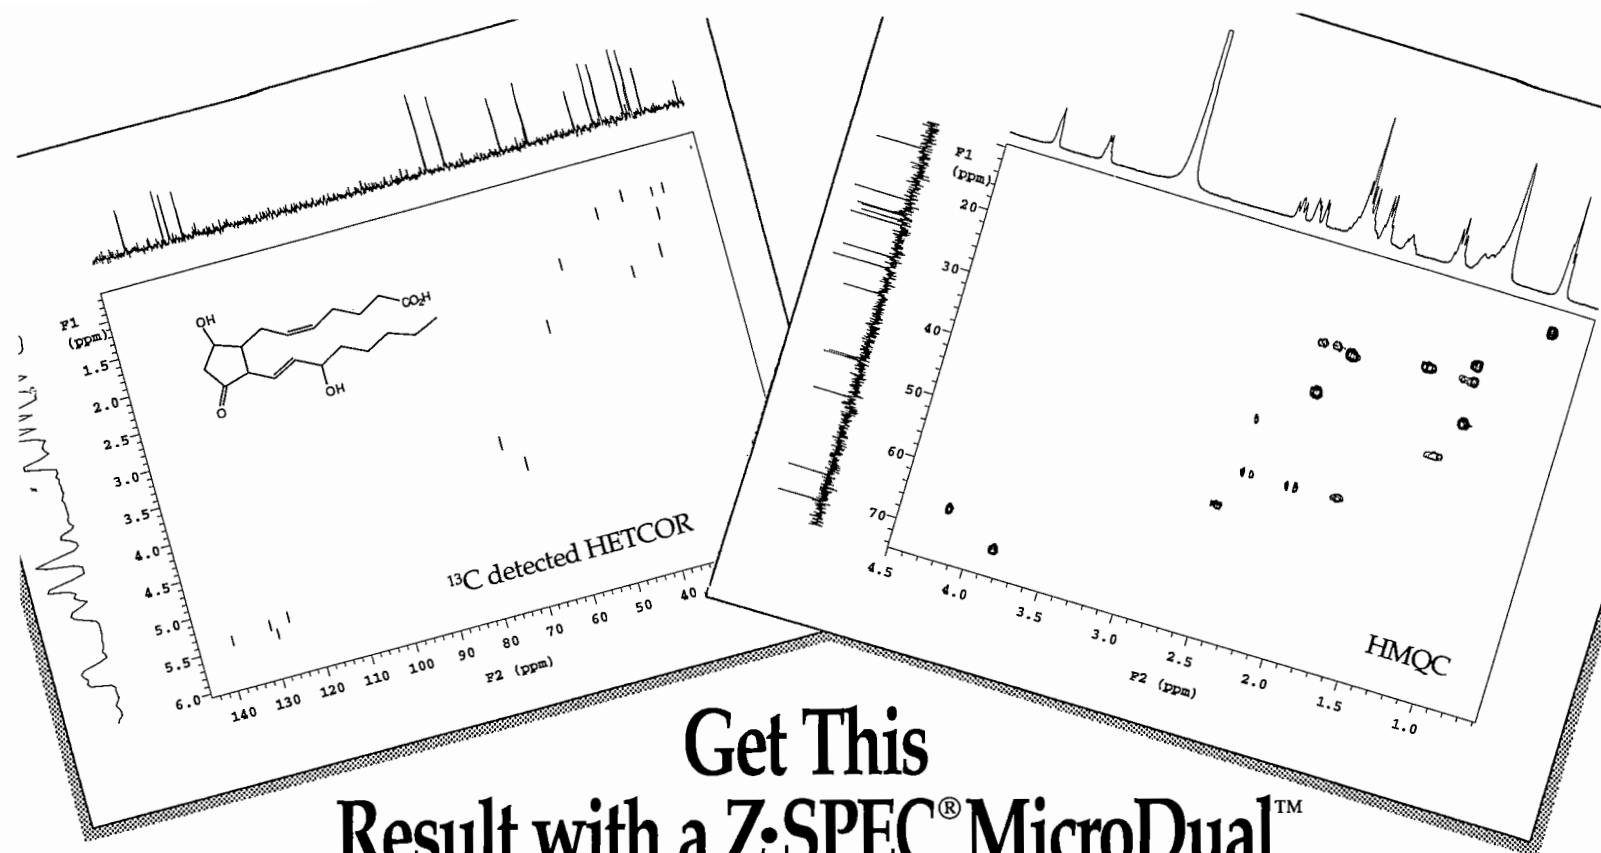 F1
(ppm)
1.5
2.0
2.5
3.0
3.5
4.0
4.5
5.0
5.5
6.0
140 130 120 110 100 90 80 70 60 50 40
F2 (ppm)
OH
CO2H
OH
O
13C detected HETCOR
F1
(ppm)
20
30
40
50
60
70
4.5 4.0 3.5 3.0 2.5 2.0 1.5 1.0
F2 (ppm)
HMQC
Get This
Result with a Z•SPEC® MicroDual™